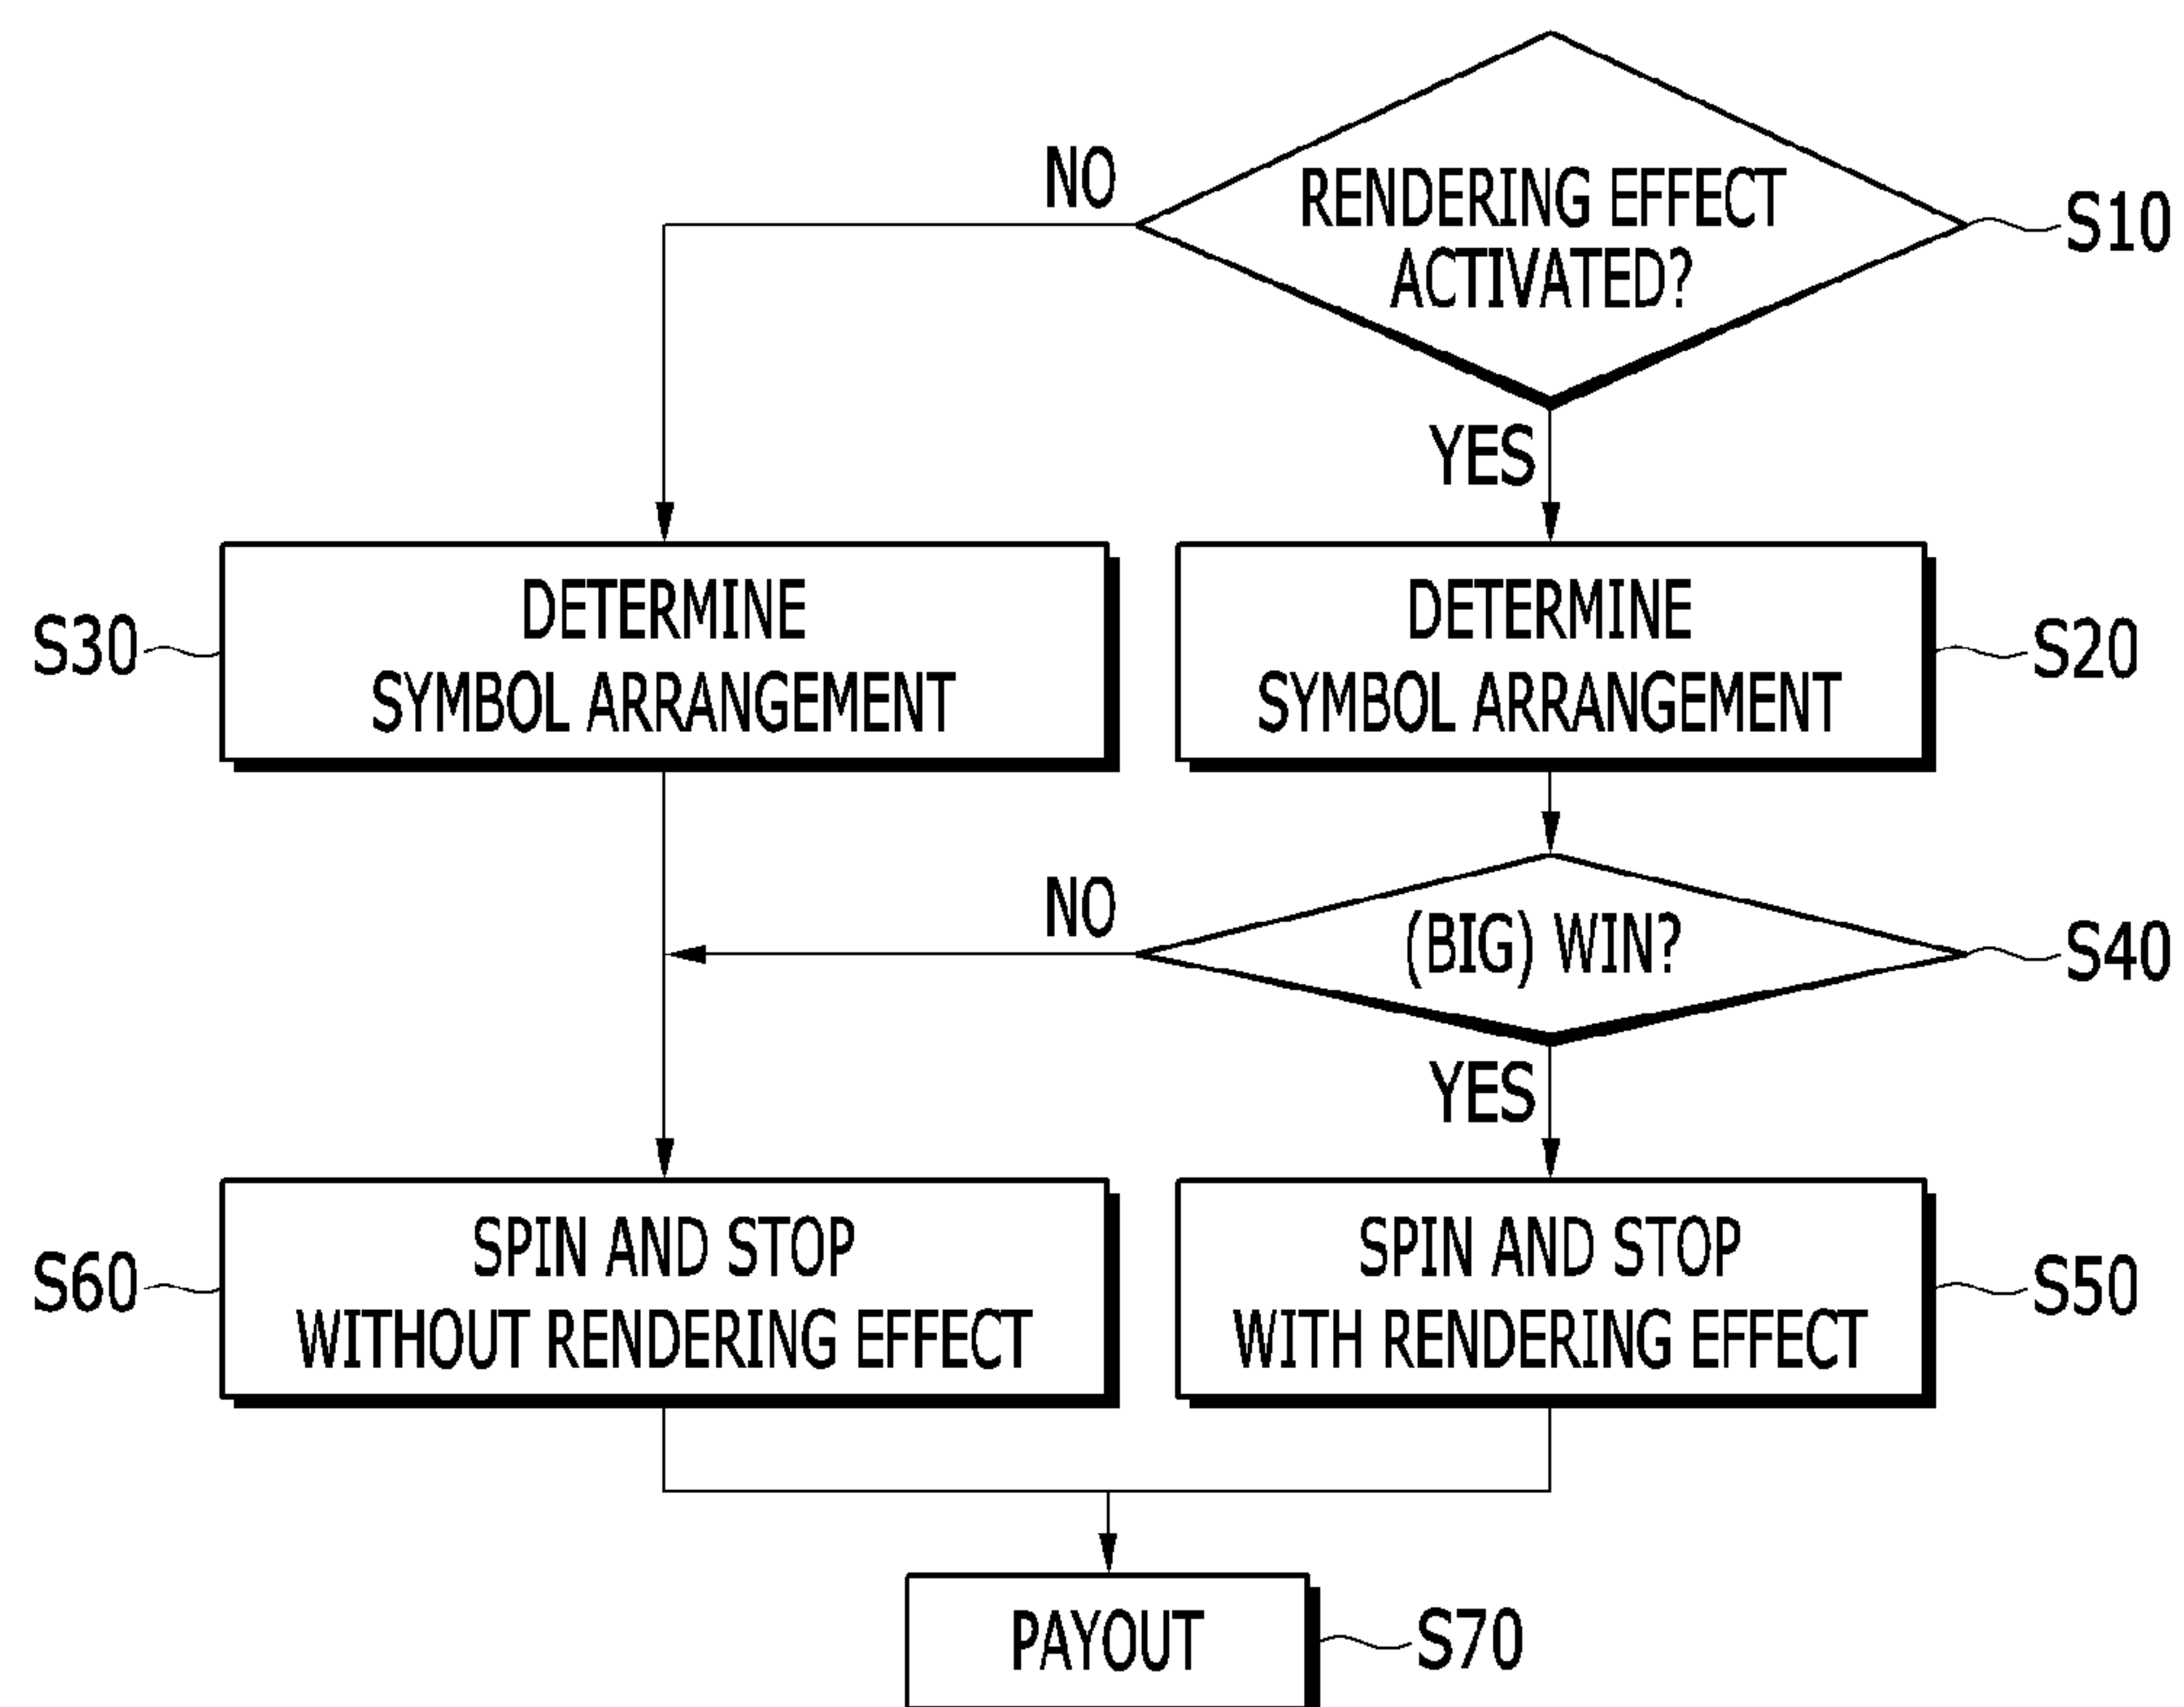 NO
RENDERING EFFECT
ACTIVATED?
S10
YES
DETERMINE
SYMBOL ARRANGEMENT
S30
DETERMINE
SYMBOL ARRANGEMENT
S20
NO
(BIG) WIN?
S40
YES
SPIN AND STOP
WITHOUT RENDERING EFFECT
S60
SPIN AND STOP
WITH RENDERING EFFECT
S50
PAYOUT
S70